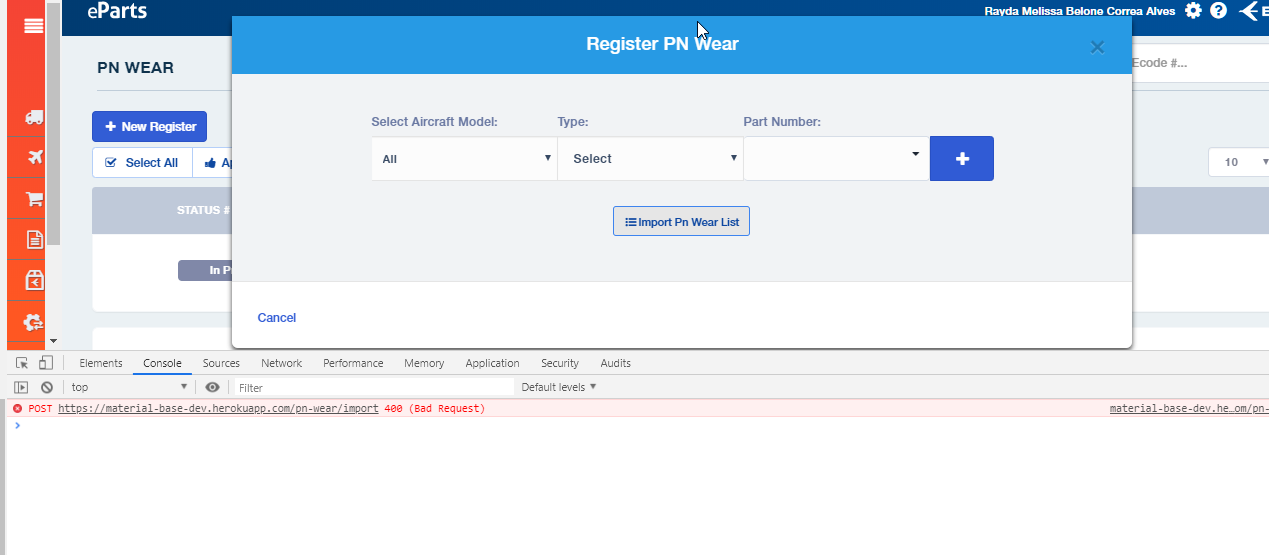 eParts
Rayda Melissa Belone Correa Alves
Register PN Wear
PN WEAR
Ecode #...
New Register
Select Aircraft Model:
Type:
Part Number:
All
Select
Select All
10
STATUS #
Import Pn Wear List
Cancel
Elements Console Sources Network Performance Memory Application Security Audits
top
Filter
Default levels
POST https://material-base-dev.herokuapp.com/pn-wear/import 400 (Bad Request)
material-base-dev.he…om/pn-